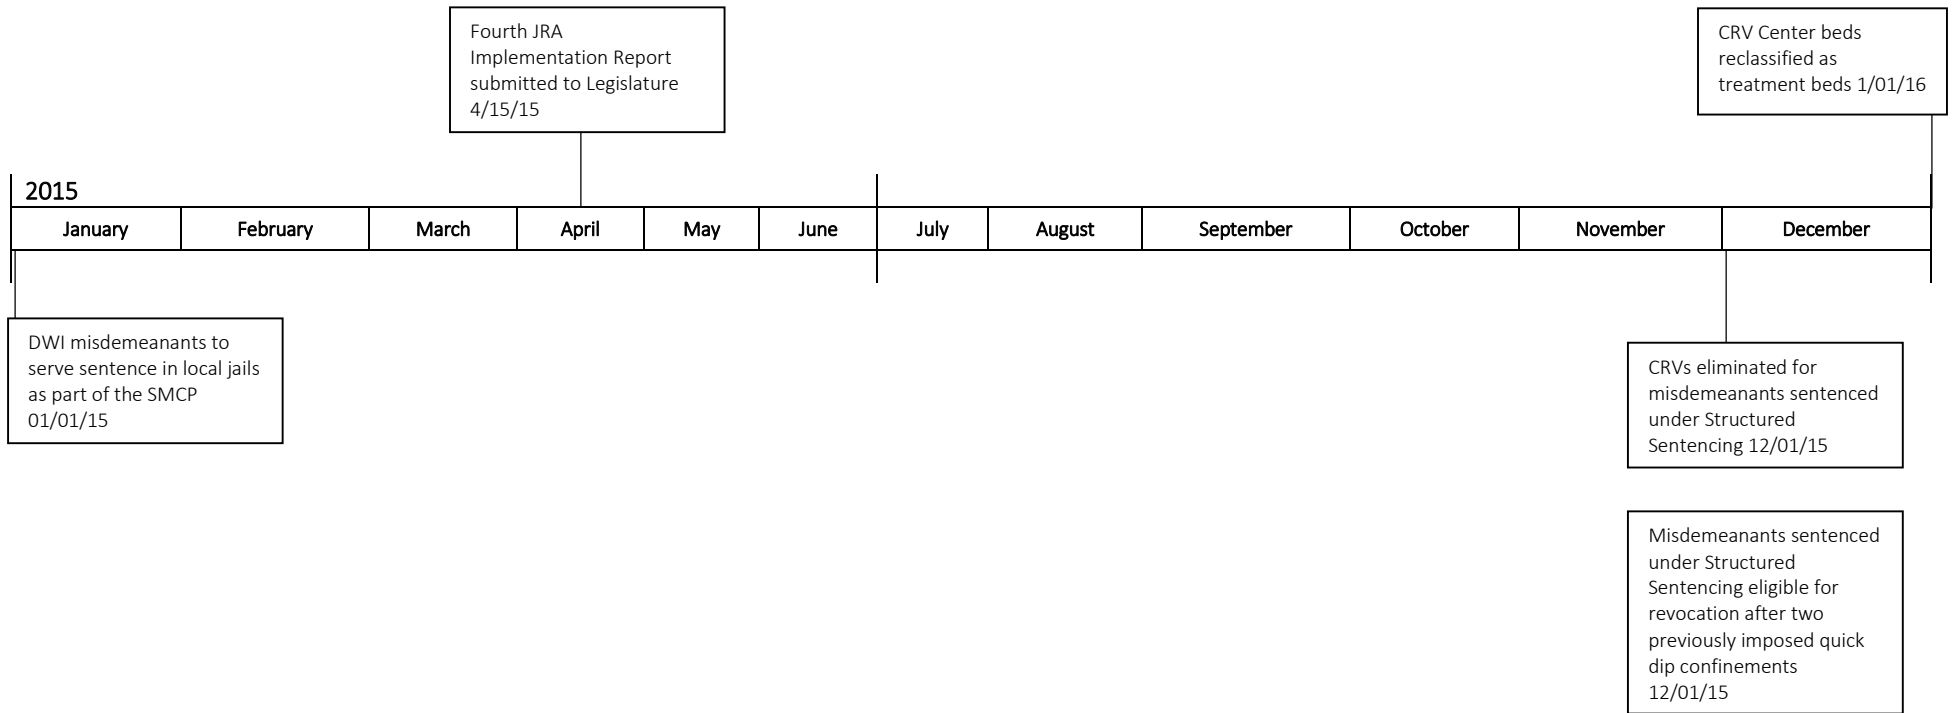 Fourth JRA
Implementation Report
submitted to Legislature
4/15/15
CRV Center beds
reclassified as
treatment beds 1/01/16
2015
January February March April May June July August September October November December
DWI misdemeanants to
serve sentence in local jails
as part of the SMCP
01/01/15
CRVs eliminated for
misdemeanants sentenced
under Structured
Sentencing 12/01/15
Misdemeanants sentenced
under Structured
Sentencing eligible for
revocation after two
previously imposed quick
dip confinements
12/01/15